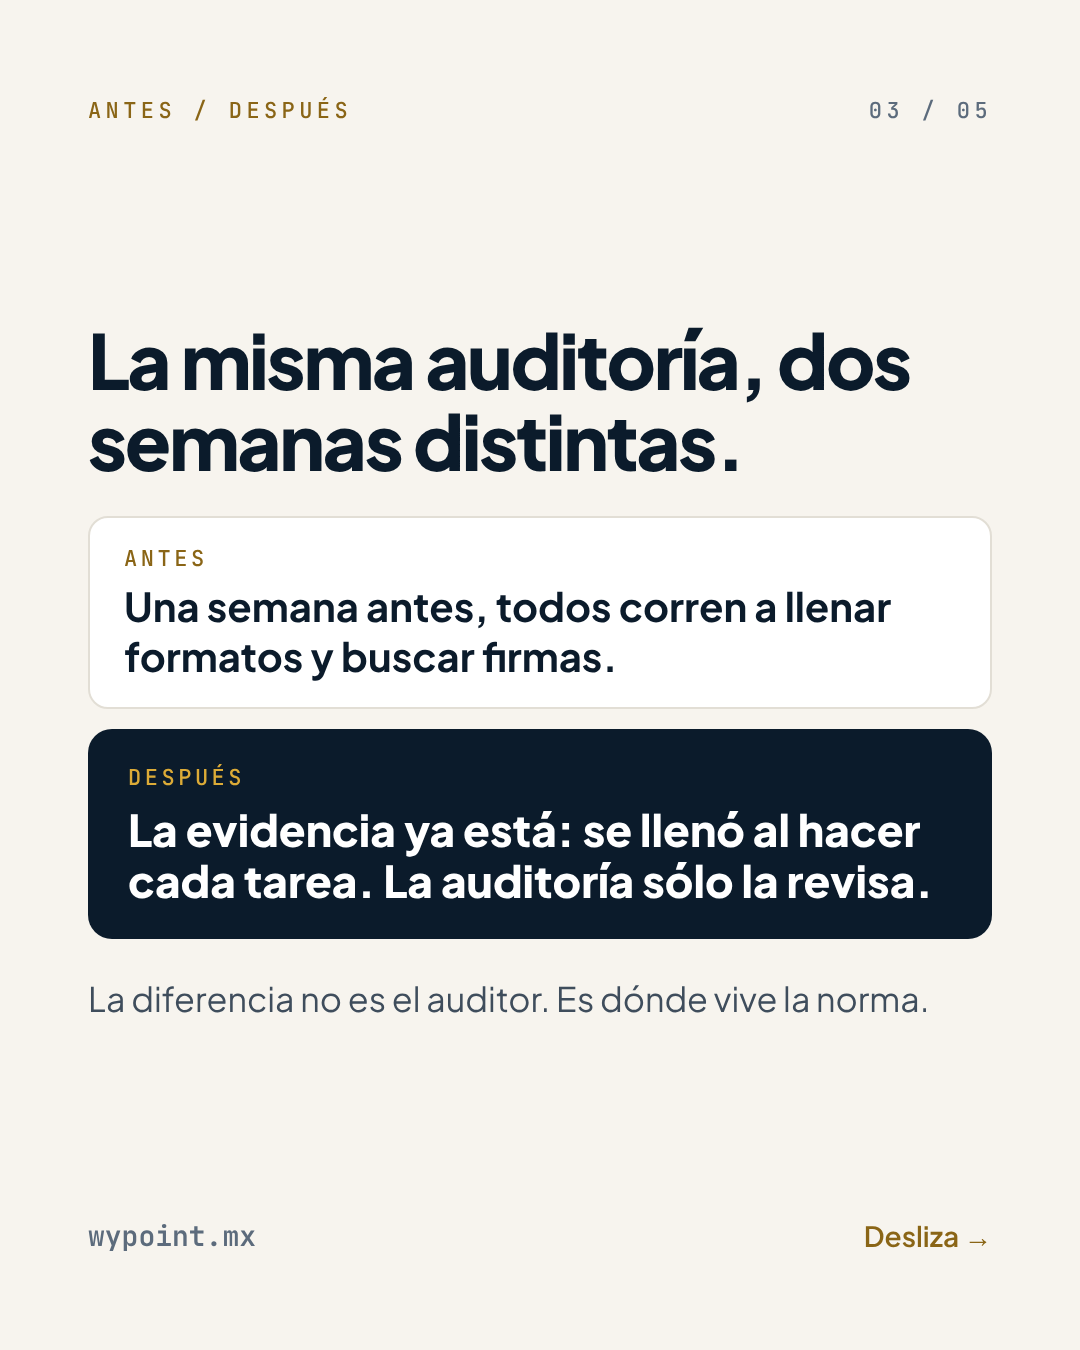 ANTES / DESPUÉS
03 / 05
La misma auditoría, dos
semanas distintas.
ANTES
Una semana antes, todos corren a llenar
formatos y buscar firmas.
DESPUÉS
La evidencia ya está: se llenó al hacer
cada tarea. La auditoría sólo la revisa.
La diferencia no es el auditor. Es dónde vive la norma.
wypoint.mx
Desliza →